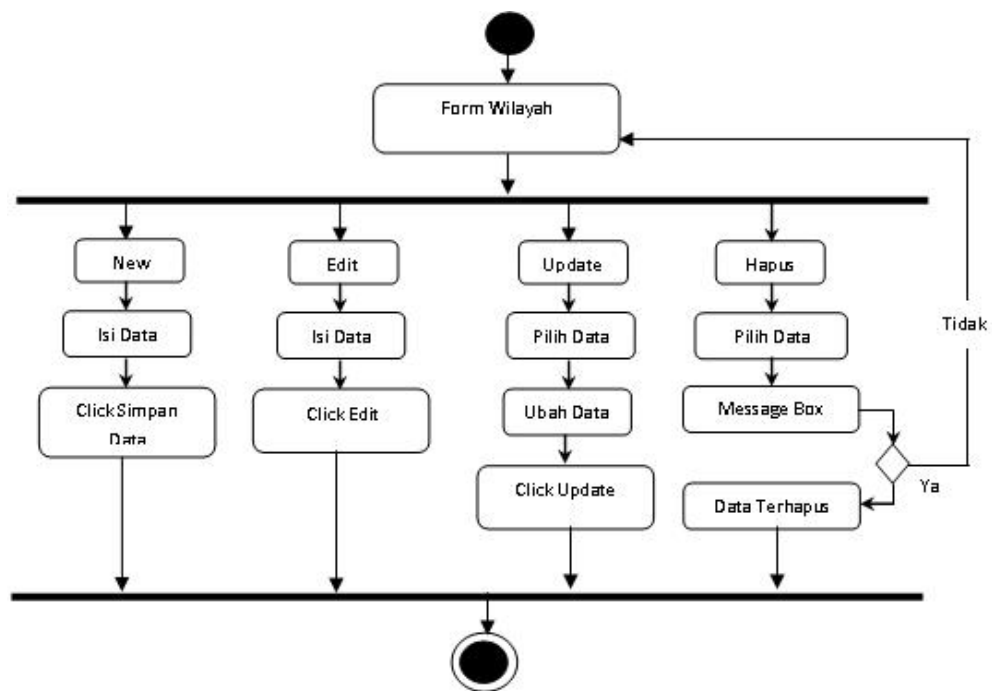 Form Wilayah
New
Edit
Update
Hapus
Isi Data
Isi Data
Pilih Data
Pilih Data
Tidak
Click Simpan
Data
Click Edit
Ubah Data
Message Box
Click Update
Ya
Data Terhapus